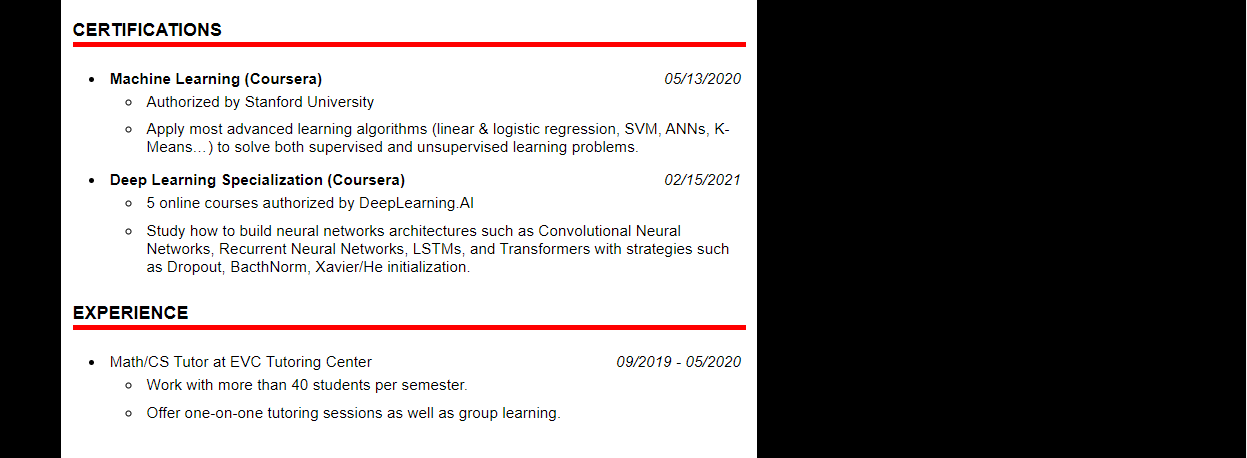 CERTIFICATIONS
Machine Learning (Coursera) 05/13/2020
Authorized by Stanford University
Apply most advanced learning algorithms (linear & logistic regression, SVM, ANNs, K-
Means…) to solve both supervised and unsupervised learning problems.
Deep Learning Specialization (Coursera) 02/15/2021
5 online courses authorized by DeepLearning.AI
Study how to build neural networks architectures such as Convolutional Neural
Networks, Recurrent Neural Networks, LSTMs, and Transformers with strategies such
as Dropout, BacthNorm, Xavier/He initialization.
EXPERIENCE
Math/CS Tutor at EVC Tutoring Center 09/2019 - 05/2020
Work with more than 40 students per semester.
Offer one-on-one tutoring sessions as well as group learning.